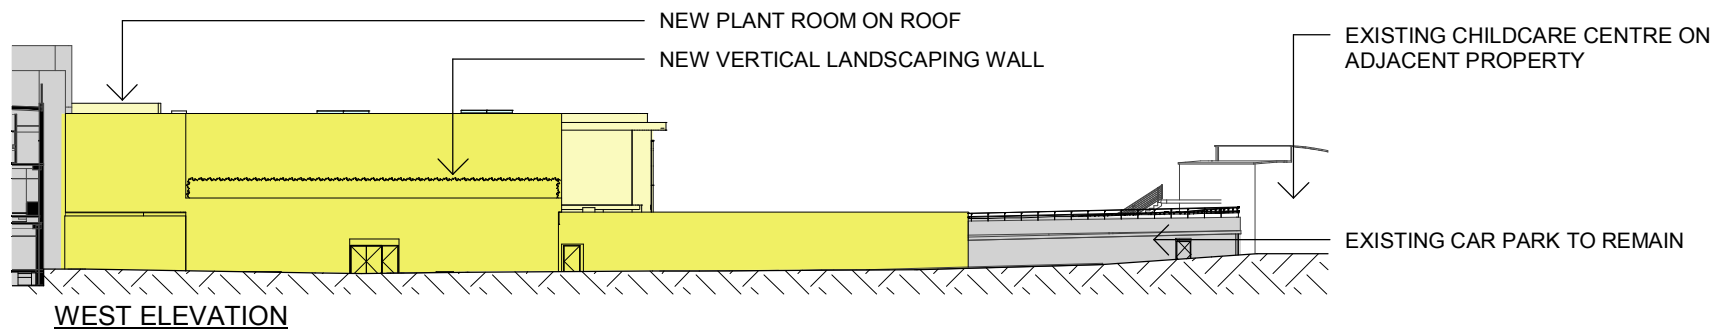 NEW PLANT ROOM ON ROOF
NEW VERTICAL LANDSCAPING WALL
EXISTING CHILDCARE CENTRE ON
ADJACENT PROPERTY
EXISTING CAR PARK TO REMAIN
WEST ELEVATION